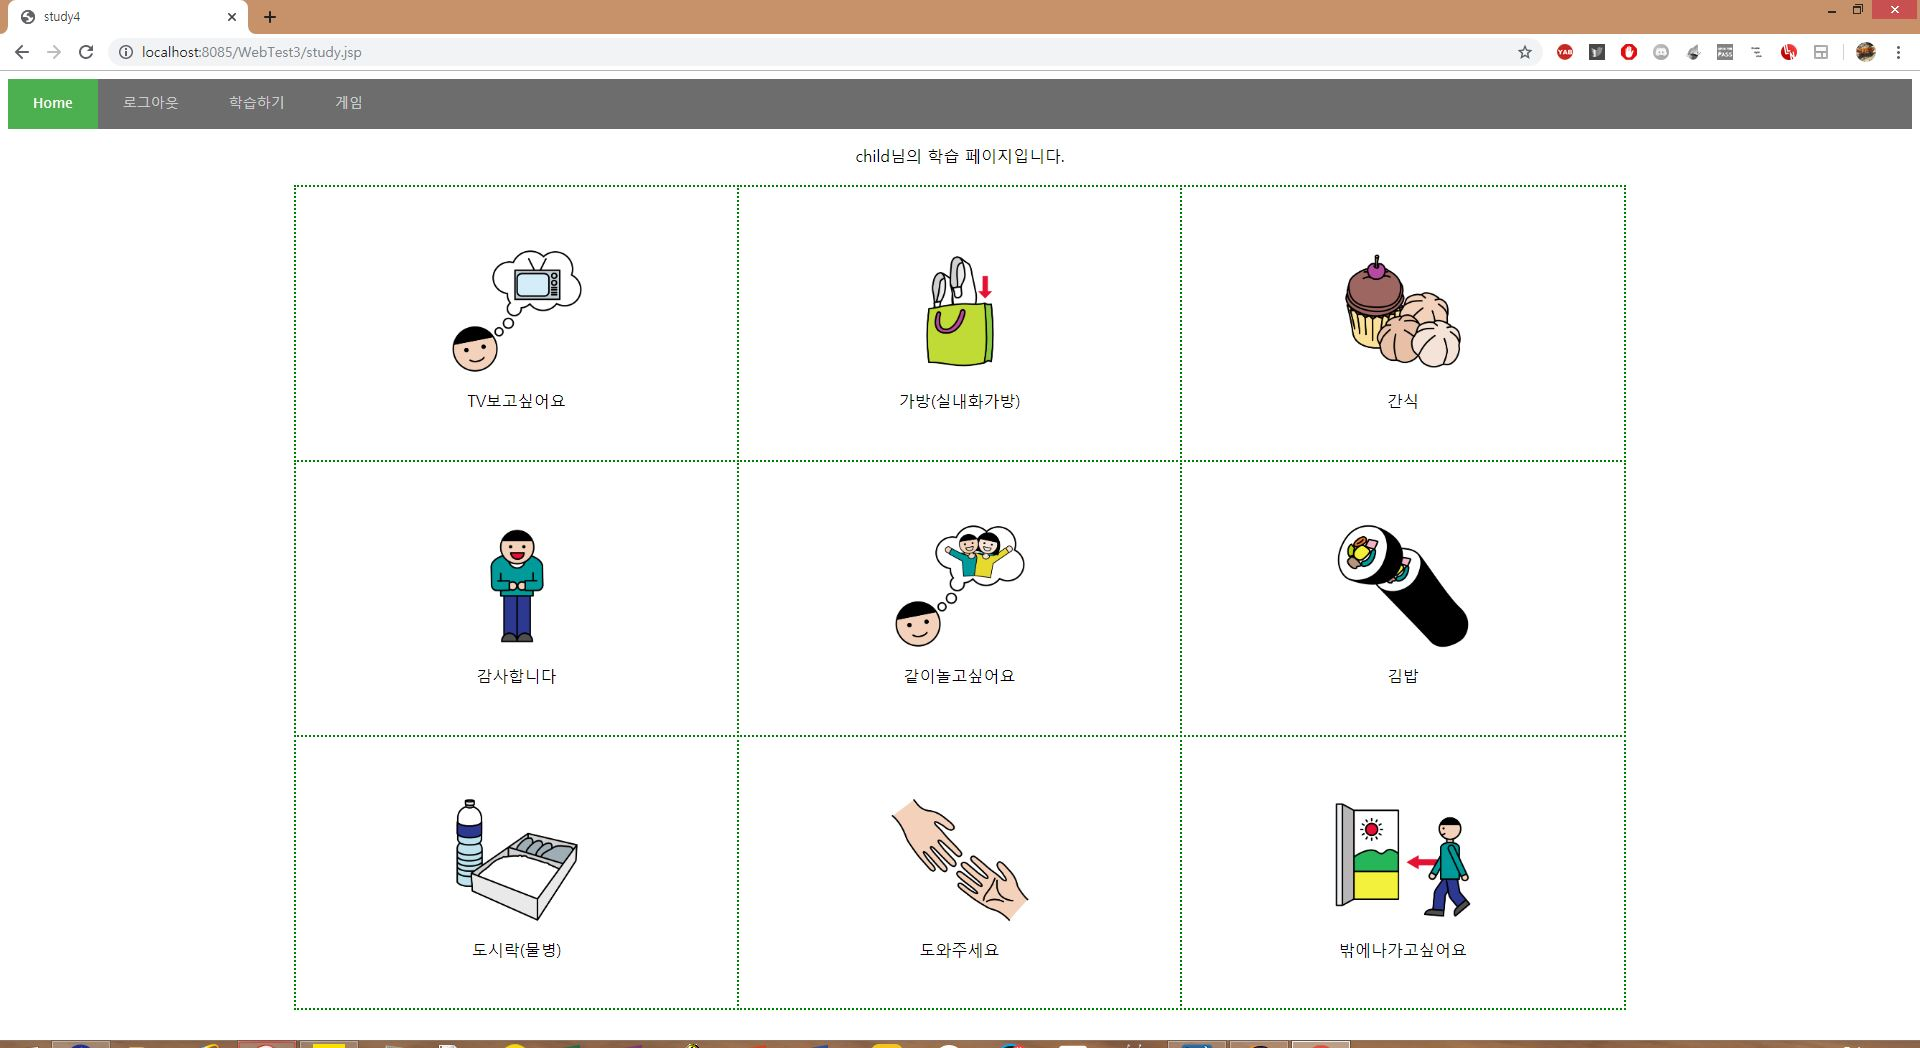 study4
localhost:8085/WebTest3/study.jsp
YAB
PASS
Home 로그아웃 학습하기 게임
child님의 학습 페이지입니다.
TV보고싶어요 가방(실내화가방) 간식
감사합니다 같이놀고싶어요 김밥
도시락(물병) 도와주세요 밖에나가고싶어요